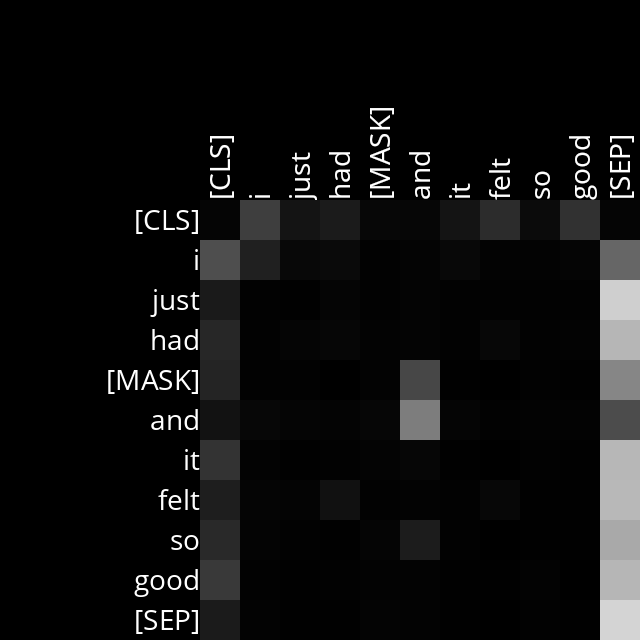 [CLS] i just had [MASK] and it felt so good [SEP]
[CLS]
i
just
had
[MASK]
and
it
felt
so
good
[SEP]